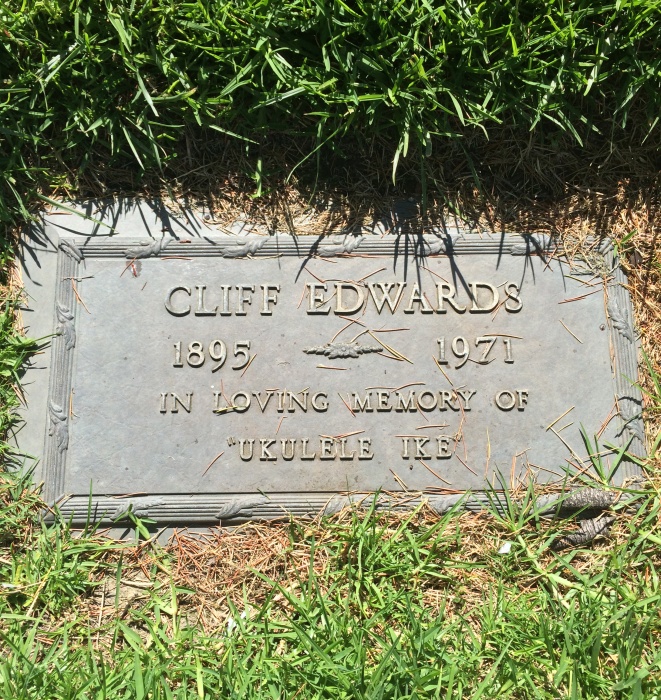 CLIFF EDWARDS
1895 1971
IN LOVING MEMORY OF
"UKULELE IKE"